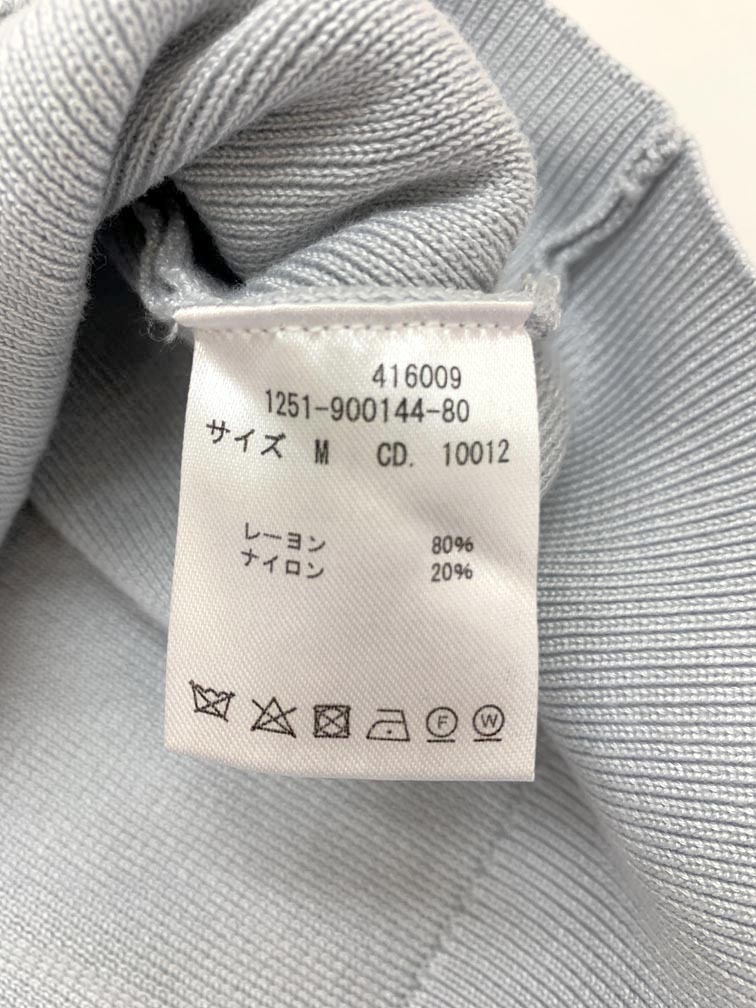 416009
1251-900144-80
サイズ M CD. 10012
レーヨン 80%
ナイロン 20%
F W